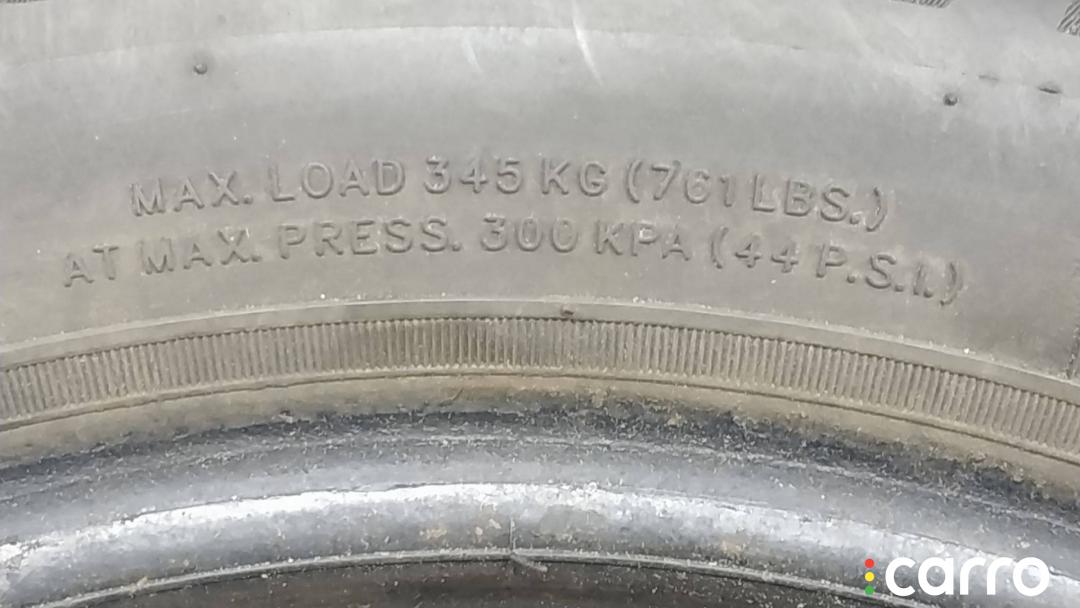 MAX. LOAD 345 KG (761 LBS.)
AT MAX. PRESS. 300 KPA (44 P.S.I.)
carro